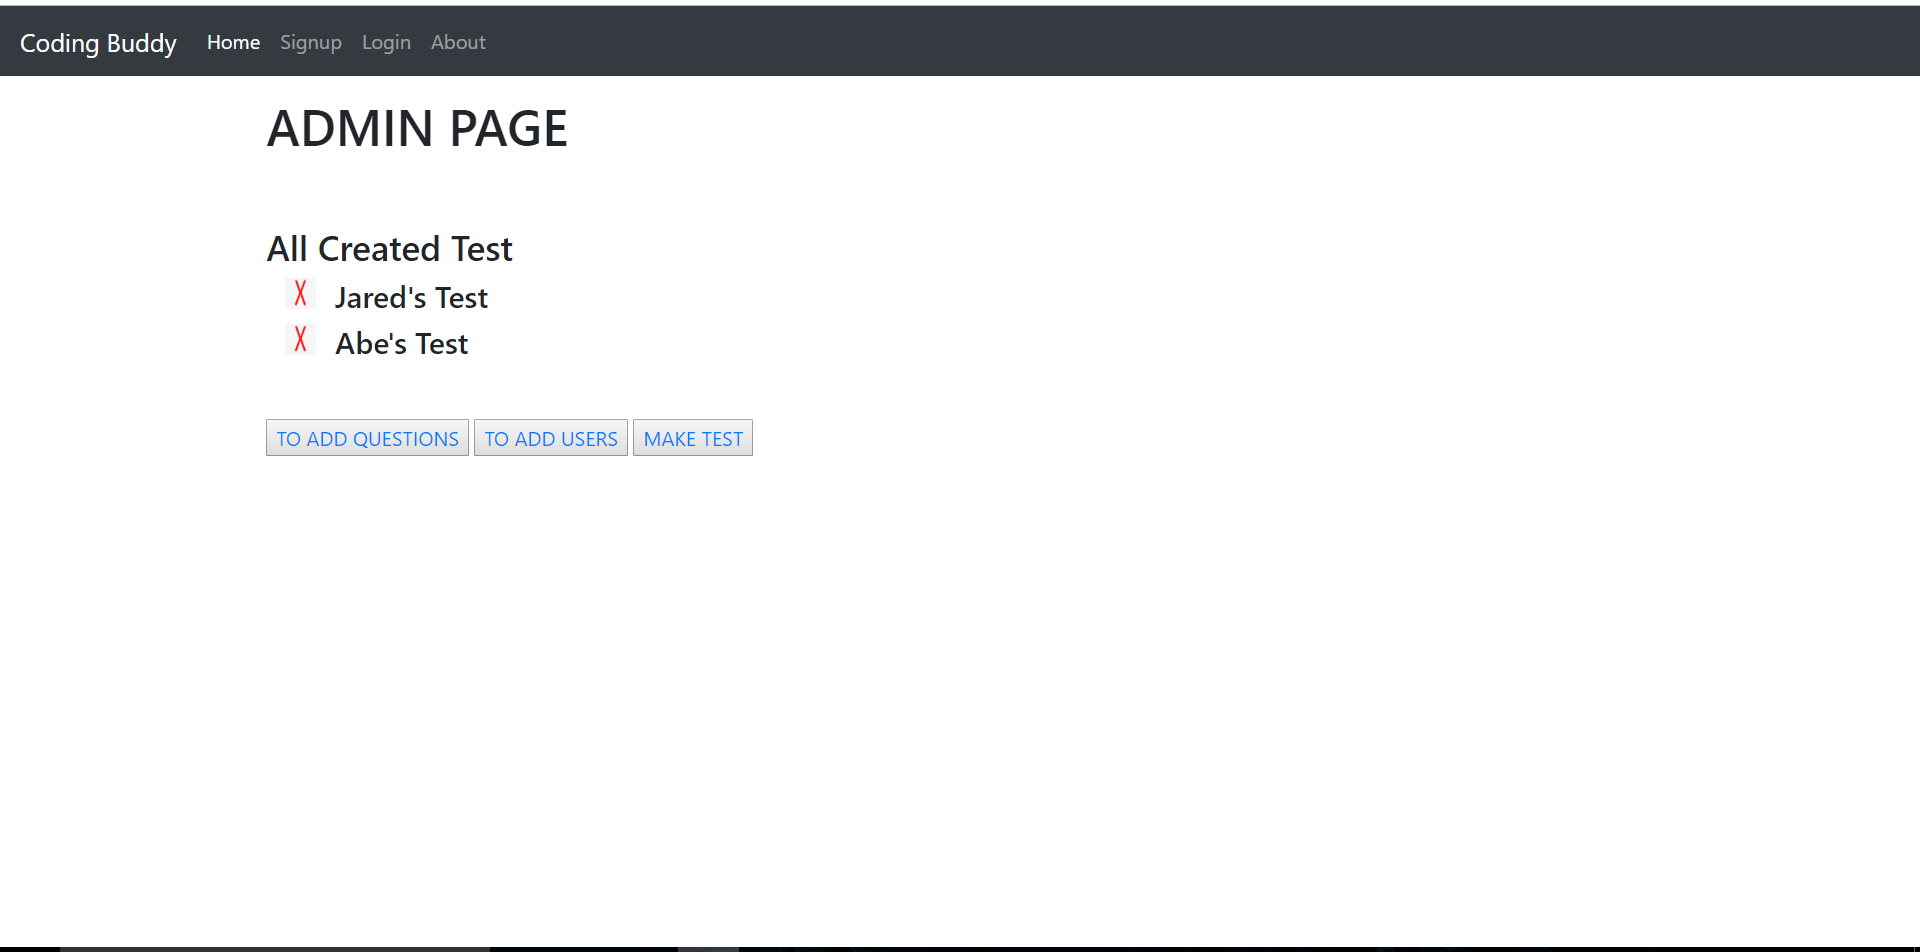 Coding Buddy Home Signup Login About
ADMIN PAGE
All Created Test
X Jared's Test
X Abe's Test
TO ADD QUESTIONS TO ADD USERS MAKE TEST